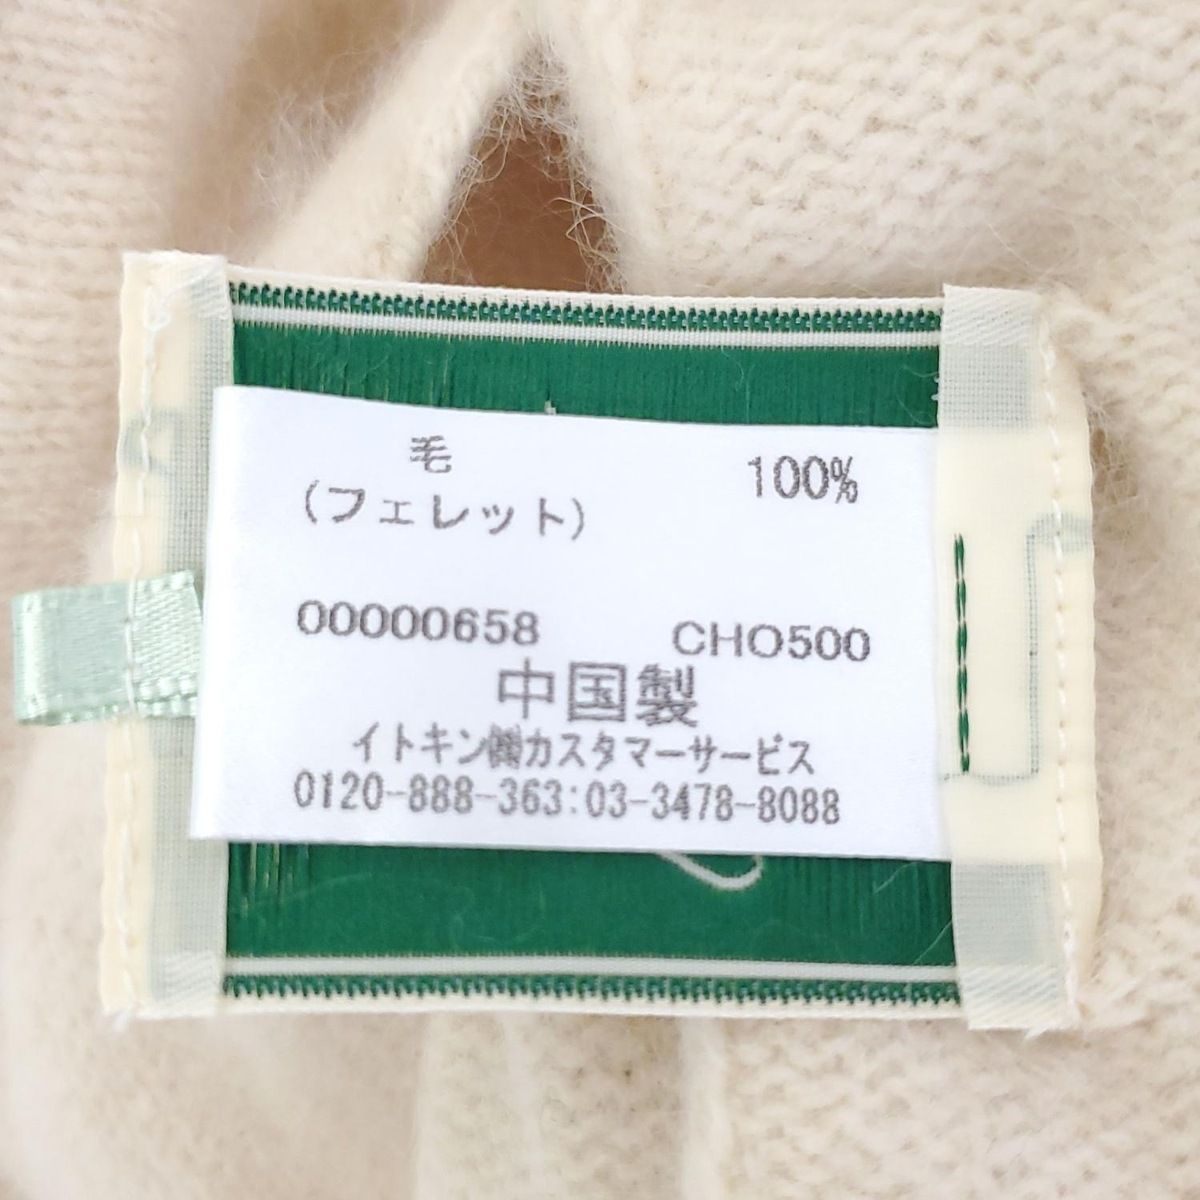 毛 100%
(フェレット)
00000658 CHO500
中国製
イトキン㈱カスタマーサービス
0120-888-363:03-3478-8088